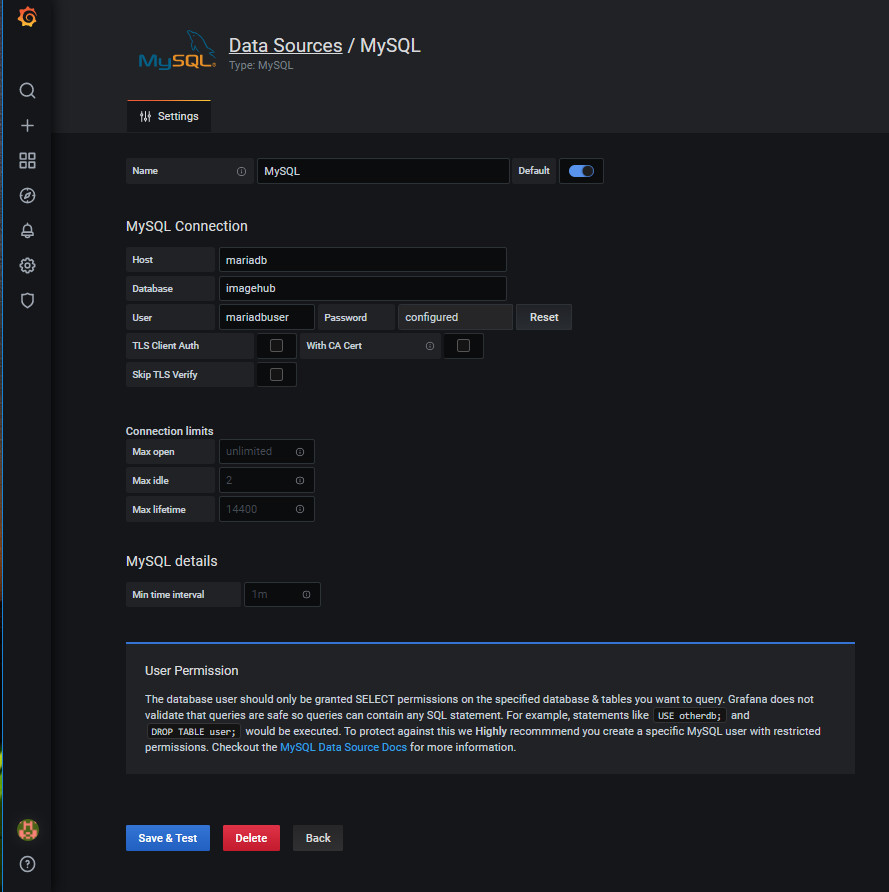 MySQL®
Data Sources / MySQL
Type: MySQL
Settings
Name MySQL Default
MySQL Connection
Host mariadb
Database imagehub
User mariadbuser Password configured Reset
TLS Client Auth With CA Cert
Skip TLS Verify
Connection limits
Max open unlimited
Max idle 2
Max lifetime 14400
MySQL details
Min time interval 1m
User Permission
The database user should only be granted SELECT permissions on the specified database & tables you want to query. Grafana does not
validate that queries are safe so queries can contain any SQL statement. For example, statements like USE otherdb; and
DROP TABLE user; would be executed. To protect against this we Highly recommmend you create a specific MySQL user with restricted
permissions. Checkout the MySQL Data Source Docs for more information.
Save & Test Delete Back